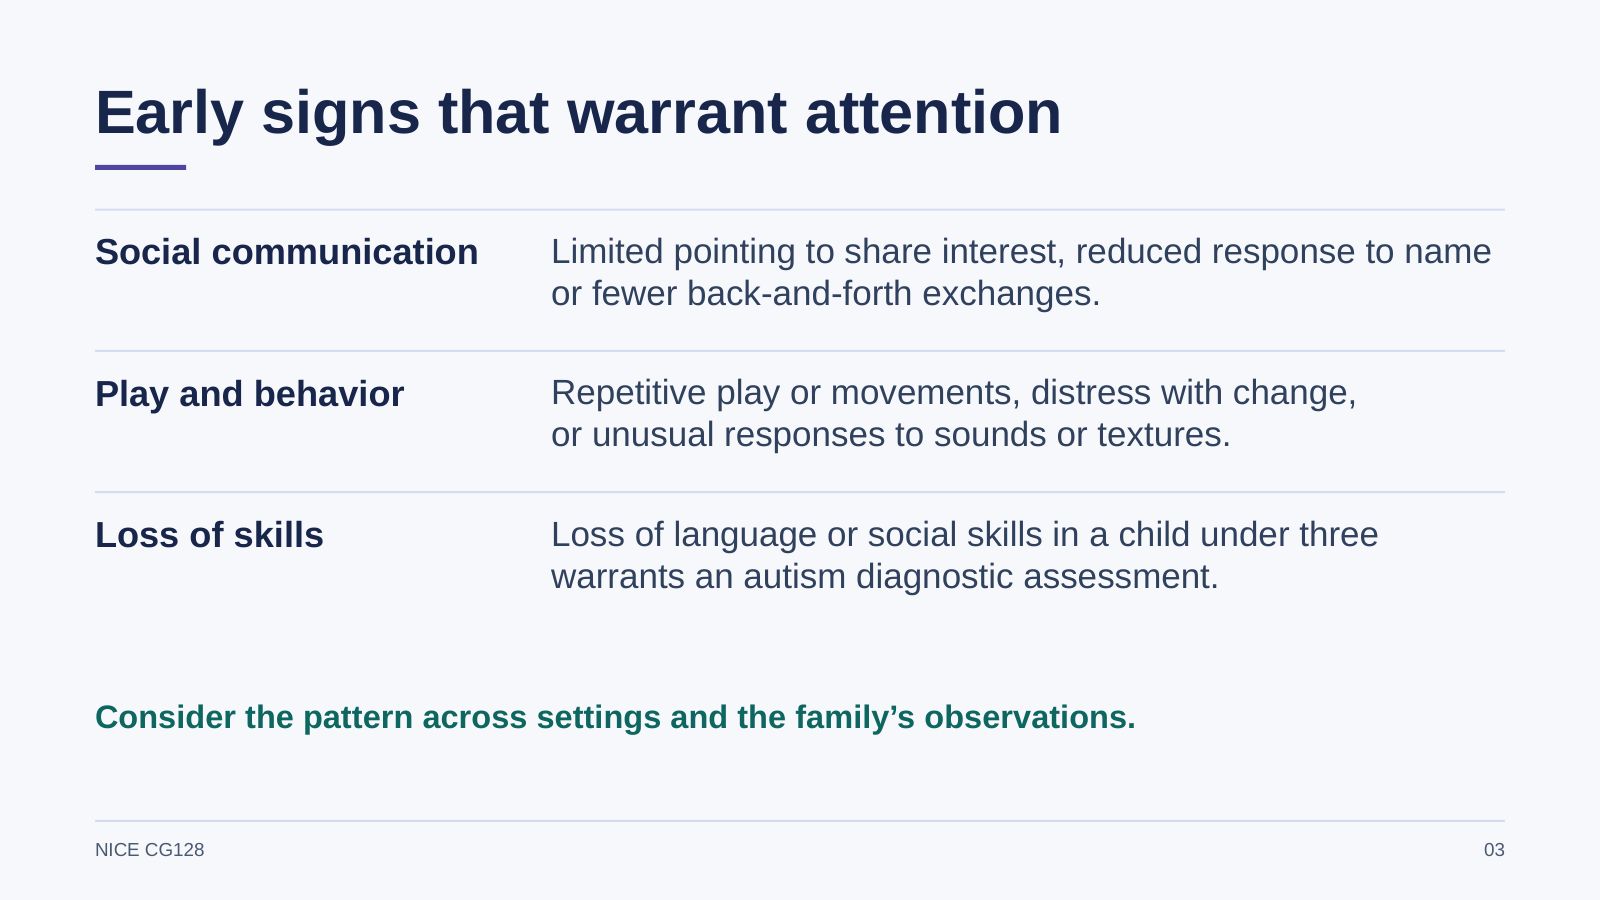 Early signs that warrant attention
Social communication
Limited pointing to share interest, reduced response to name
or fewer back-and-forth exchanges.
Play and behavior
Repetitive play or movements, distress with change,
or unusual responses to sounds or textures.
Loss of skills
Loss of language or social skills in a child under three
warrants an autism diagnostic assessment.
Consider the pattern across settings and the family’s observations.
NICE CG128
03